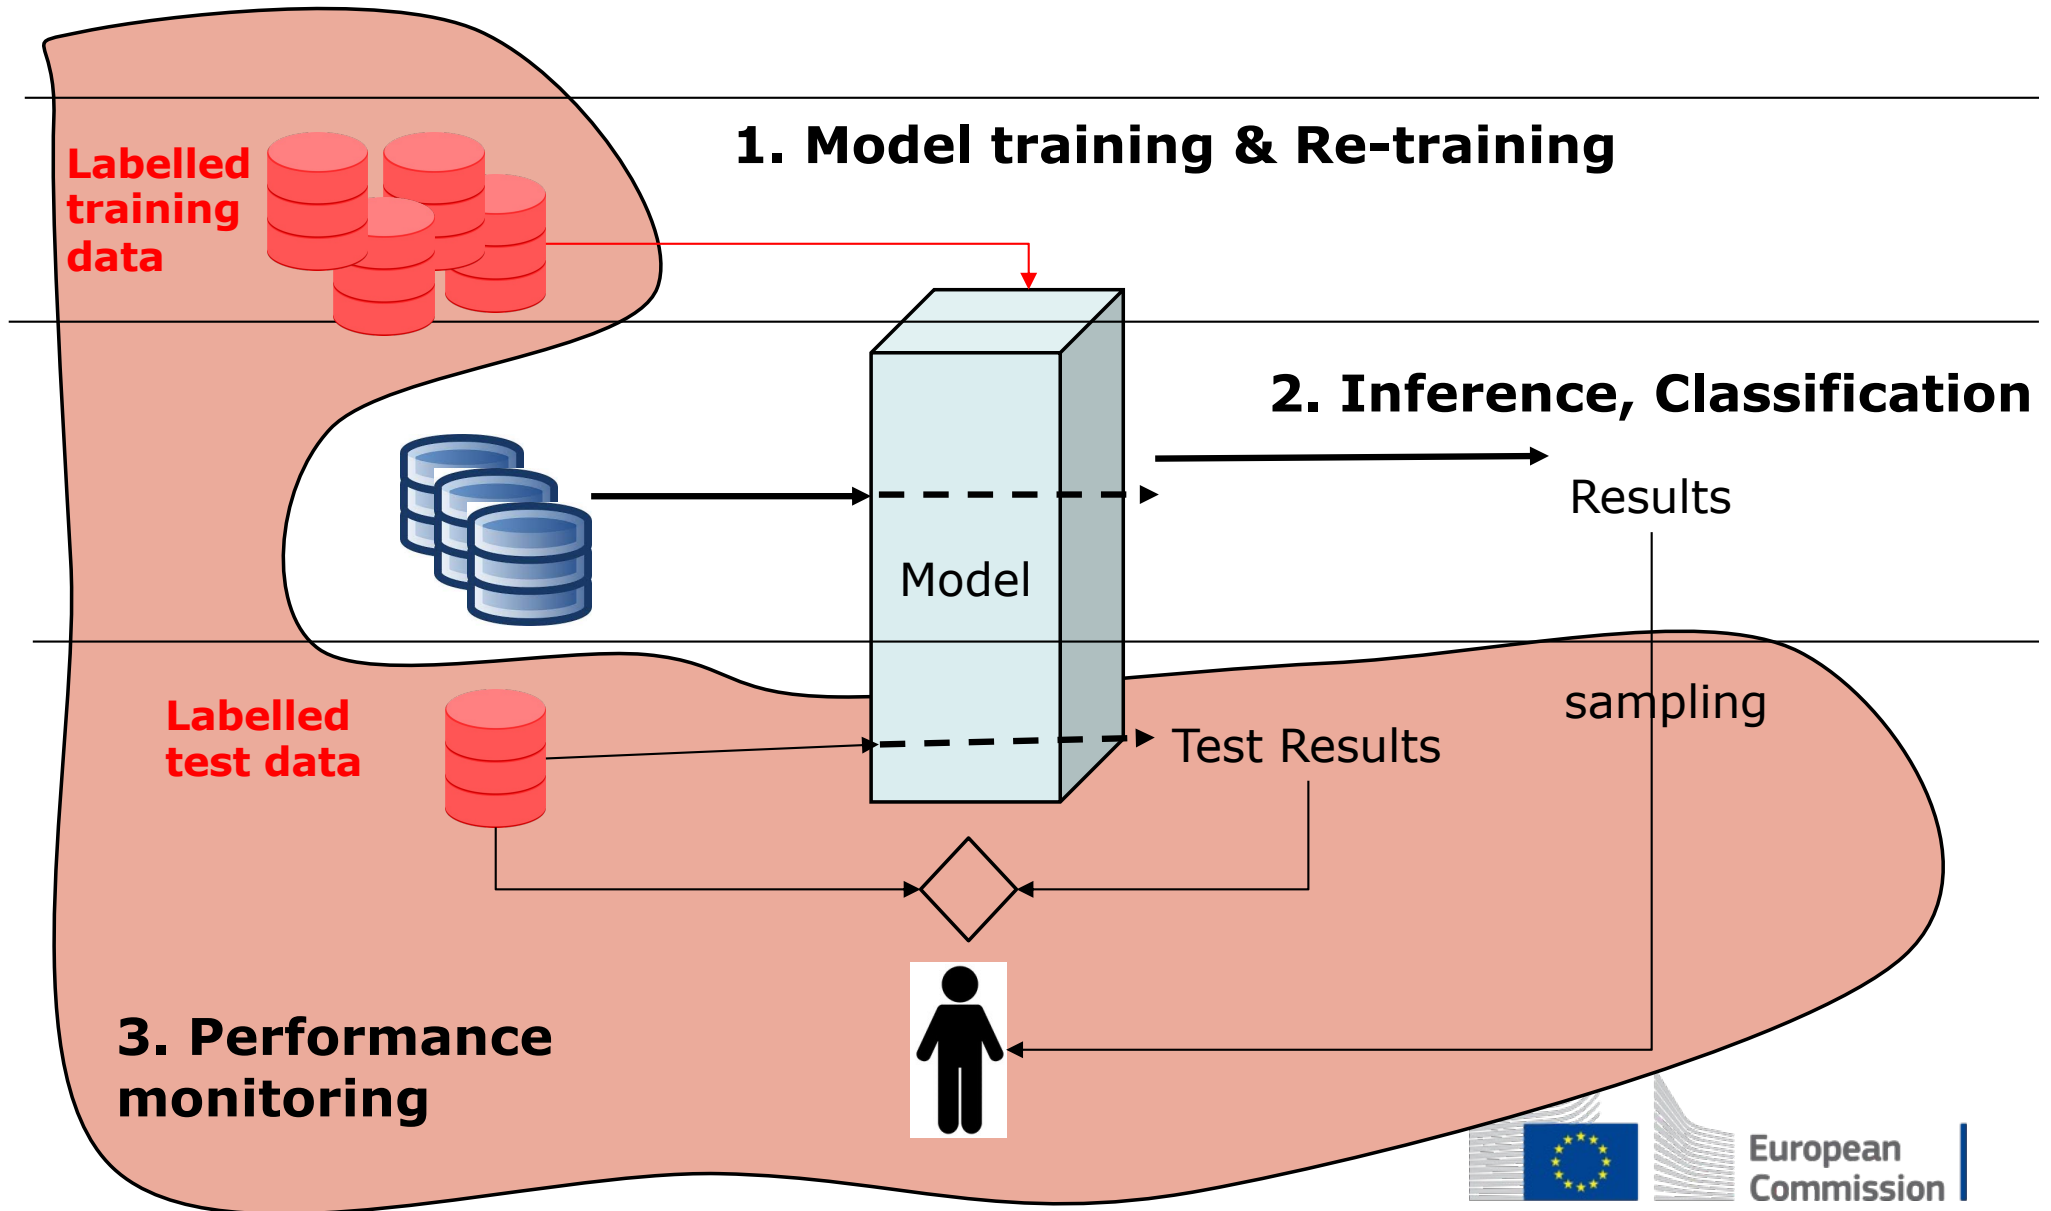 1. Model training & Re-training
Labelled
training
data
2. Inference, Classification
Results
Model
sampling
Labelled
test data
Test Results
3. Performance
monitoring
European
Commission